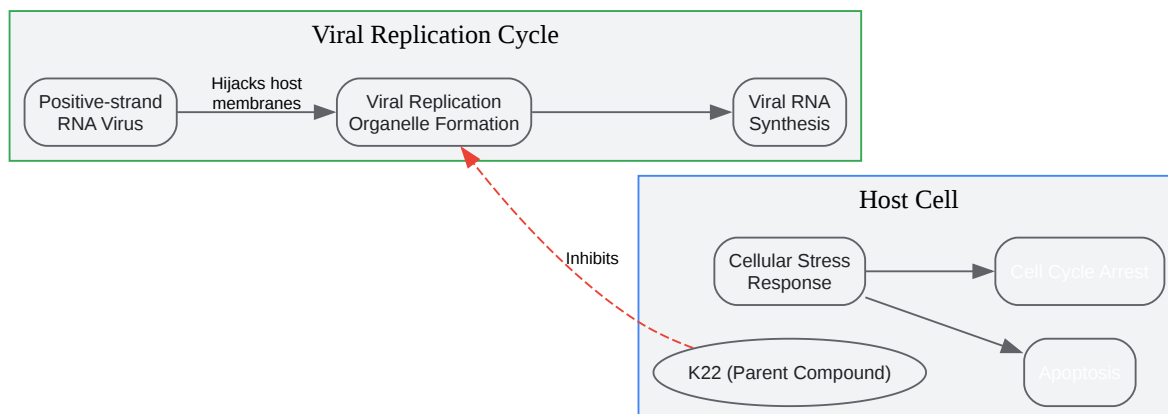 Viral Replication Cycle
Positive-strand
RNA Virus
Hijacks host
membranes
Viral Replication
Organelle Formation
Viral RNA
Synthesis
Inhibits
Host Cell
Cellular Stress
Response
Cell Cycle Arrest
K22 (Parent Compound)
Apoptosis